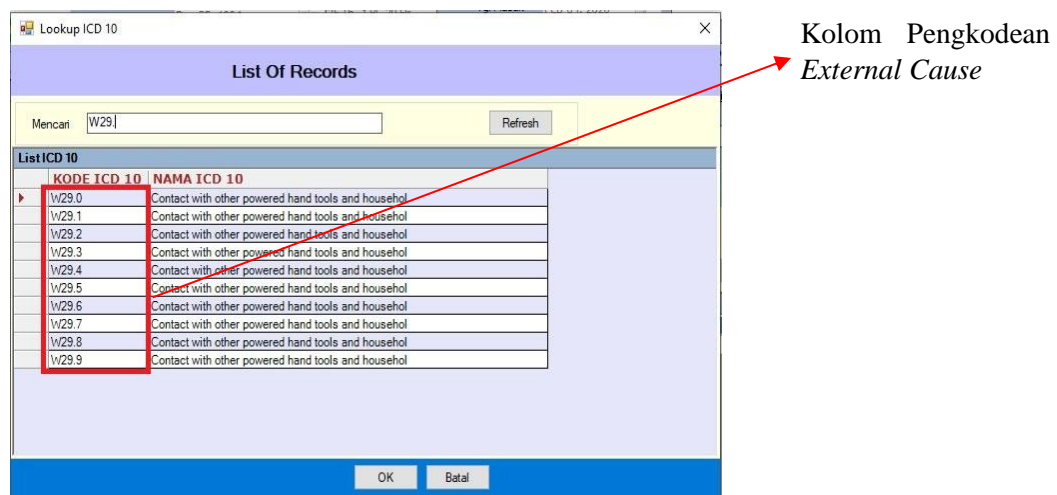 Lookup ICD 10
List Of Records
Mencari W29. Refresh
List ICD 10
KODE ICD 10 NAMA ICD 10
W29.0 Contact with other powered hand tools and househol
W29.1 Contact with other powered hand tools and househol
W29.2 Contact with other powered hand tools and househol
W29.3 Contact with other powered hand tools and househol
W29.4 Contact with other powered hand tools and househol
W29.5 Contact with other powered hand tools and househol
W29.6 Contact with other powered hand tools and househol
W29.7 Contact with other powered hand tools and househol
W29.8 Contact with other powered hand tools and househol
W29.9 Contact with other powered hand tools and househol
OK Batal
Kolom Pengkodean
External Cause